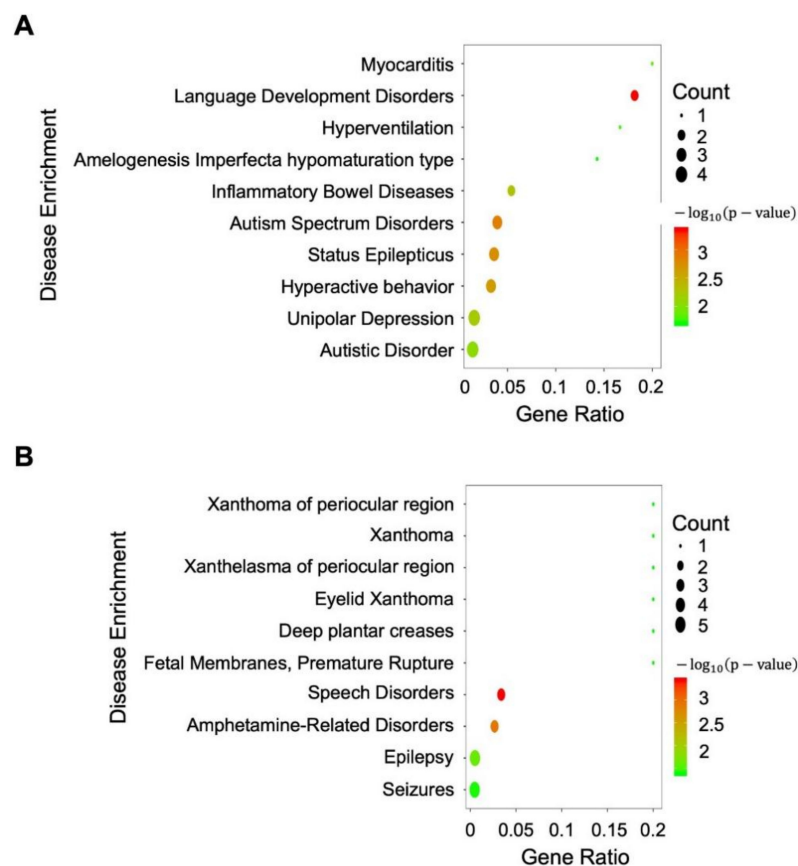 A
Disease Enrichment
Myocarditis
Language Development Disorders
Hyperventilation
Amelogenesis Imperfecta hypomaturation type
Inflammatory Bowel Diseases
Autism Spectrum Disorders
Status Epilepticus
Hyperactive behavior
Unipolar Depression
Autistic Disorder
0 0.05 0.1 0.15 0.2
Gene Ratio
Count
1
2
3
4
−log10(p − value)
3
2.5
2
B
Disease Enrichment
Xanthoma of periocular region
Xanthoma
Xanthelasma of periocular region
Eyelid Xanthoma
Deep plantar creases
Fetal Membranes, Premature Rupture
Speech Disorders
Amphetamine-Related Disorders
Epilepsy
Seizures
0 0.05 0.1 0.15 0.2
Gene Ratio
Count
1
2
3
4
5
−log10(p − value)
3
2.5
2